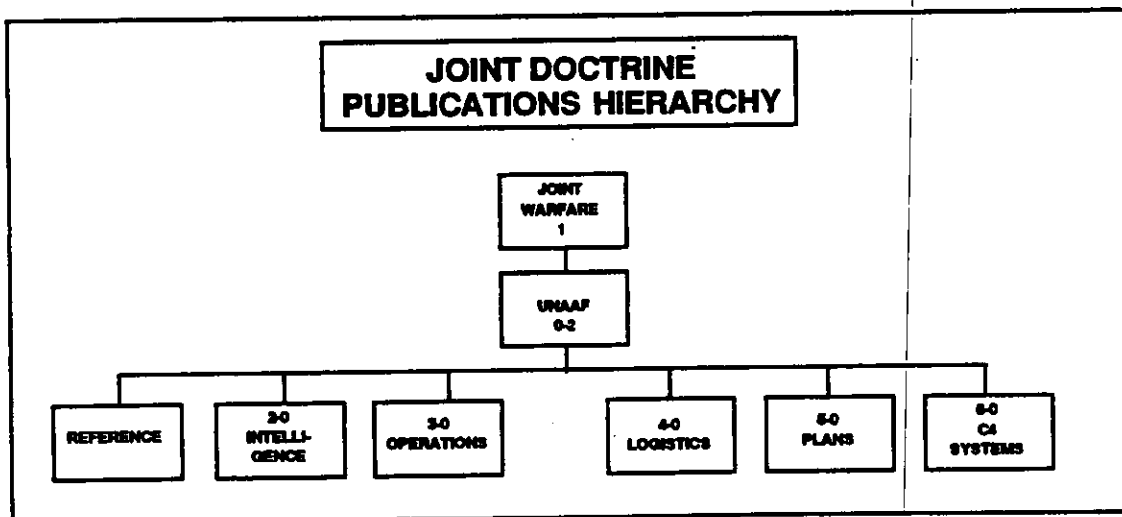 JOINT DOCTRINE
PUBLICATIONS HIERARCHY
JOINT
WARFARE
1
UNAAF
0-2
REFERENCE
2-0
INTELLI-
GENCE
3-0
OPERATIONS
4-0
LOGISTICS
5-0
PLANS
6-0
C4
SYSTEMS